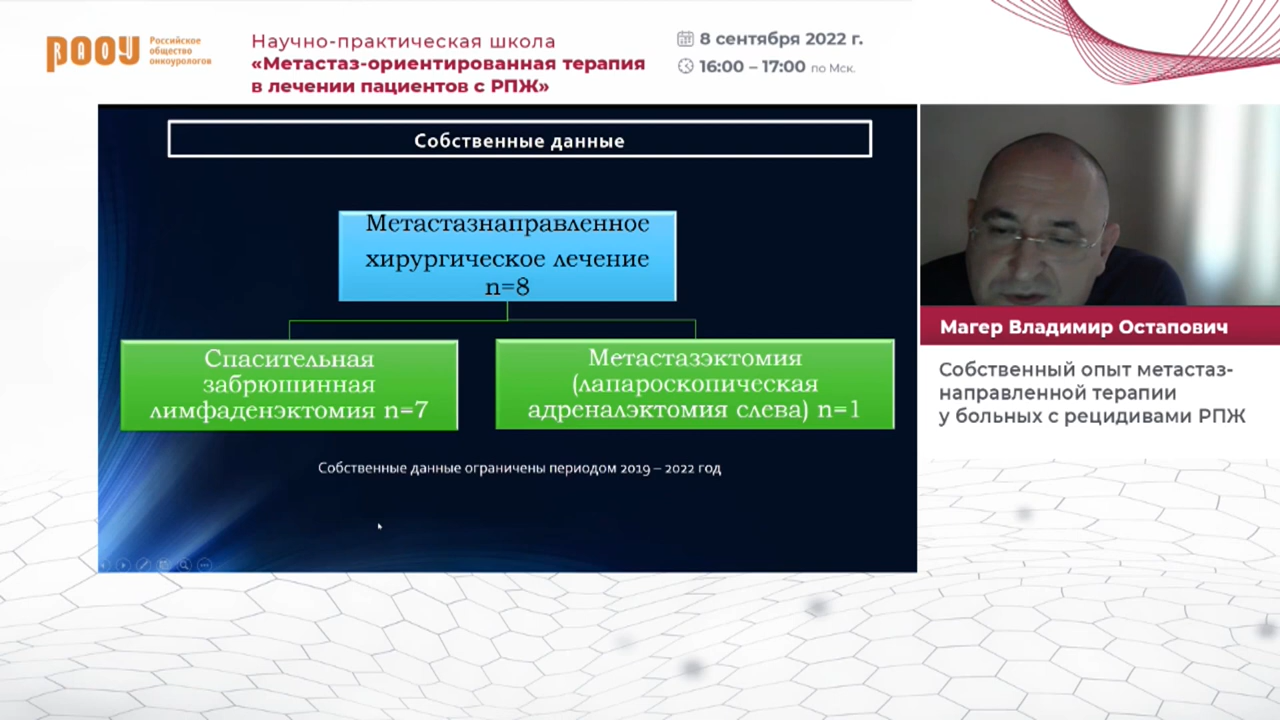 РАОУ
Российское
общество
онкоурологов
Научно-практическая школа
«Метастаз-ориентированная терапия
в лечении пациентов с РПЖ»
8 сентября 2022 г.
16:00 – 17:00 по Мск.
Собственные данные
Метастазнаправленное
хирургическое лечение
n=8
Спасительная
забрюшинная
лимфаденэктомия n=7
Метастазэктомия
(лапароскопическая
адреналэктомия слева) n=1
Собственные данные ограничены периодом 2019 – 2022 год
Магер Владимир Остапович
Собственный опыт метастаз-
направленной терапии
у больных с рецидивами РПЖ